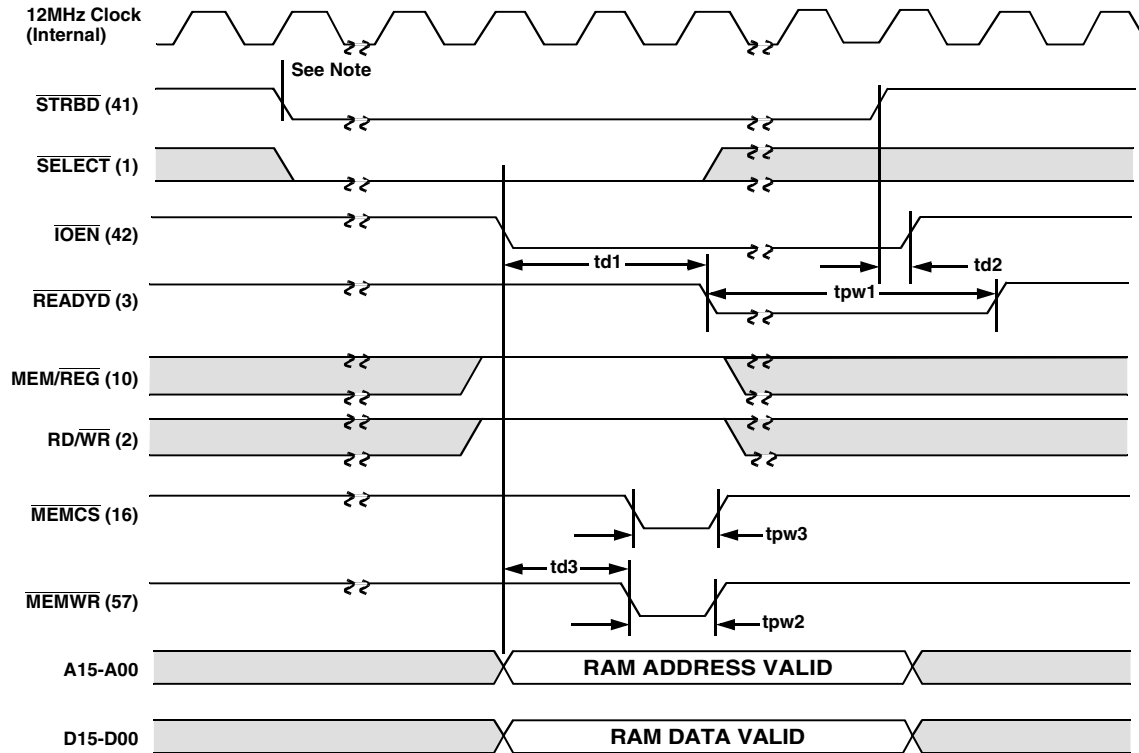 12MHz Clock
(Internal)
See Note
STRBD (41)
SELECT (1)
IOEN (42)
td1
td2
READYD (3)
tpw1
MEM/REG (10)
RD/WR (2)
MEMCS (16)
tpw3
td3
MEMWR (57)
tpw2
A15-A00
RAM ADDRESS VALID
D15-D00
RAM DATA VALID